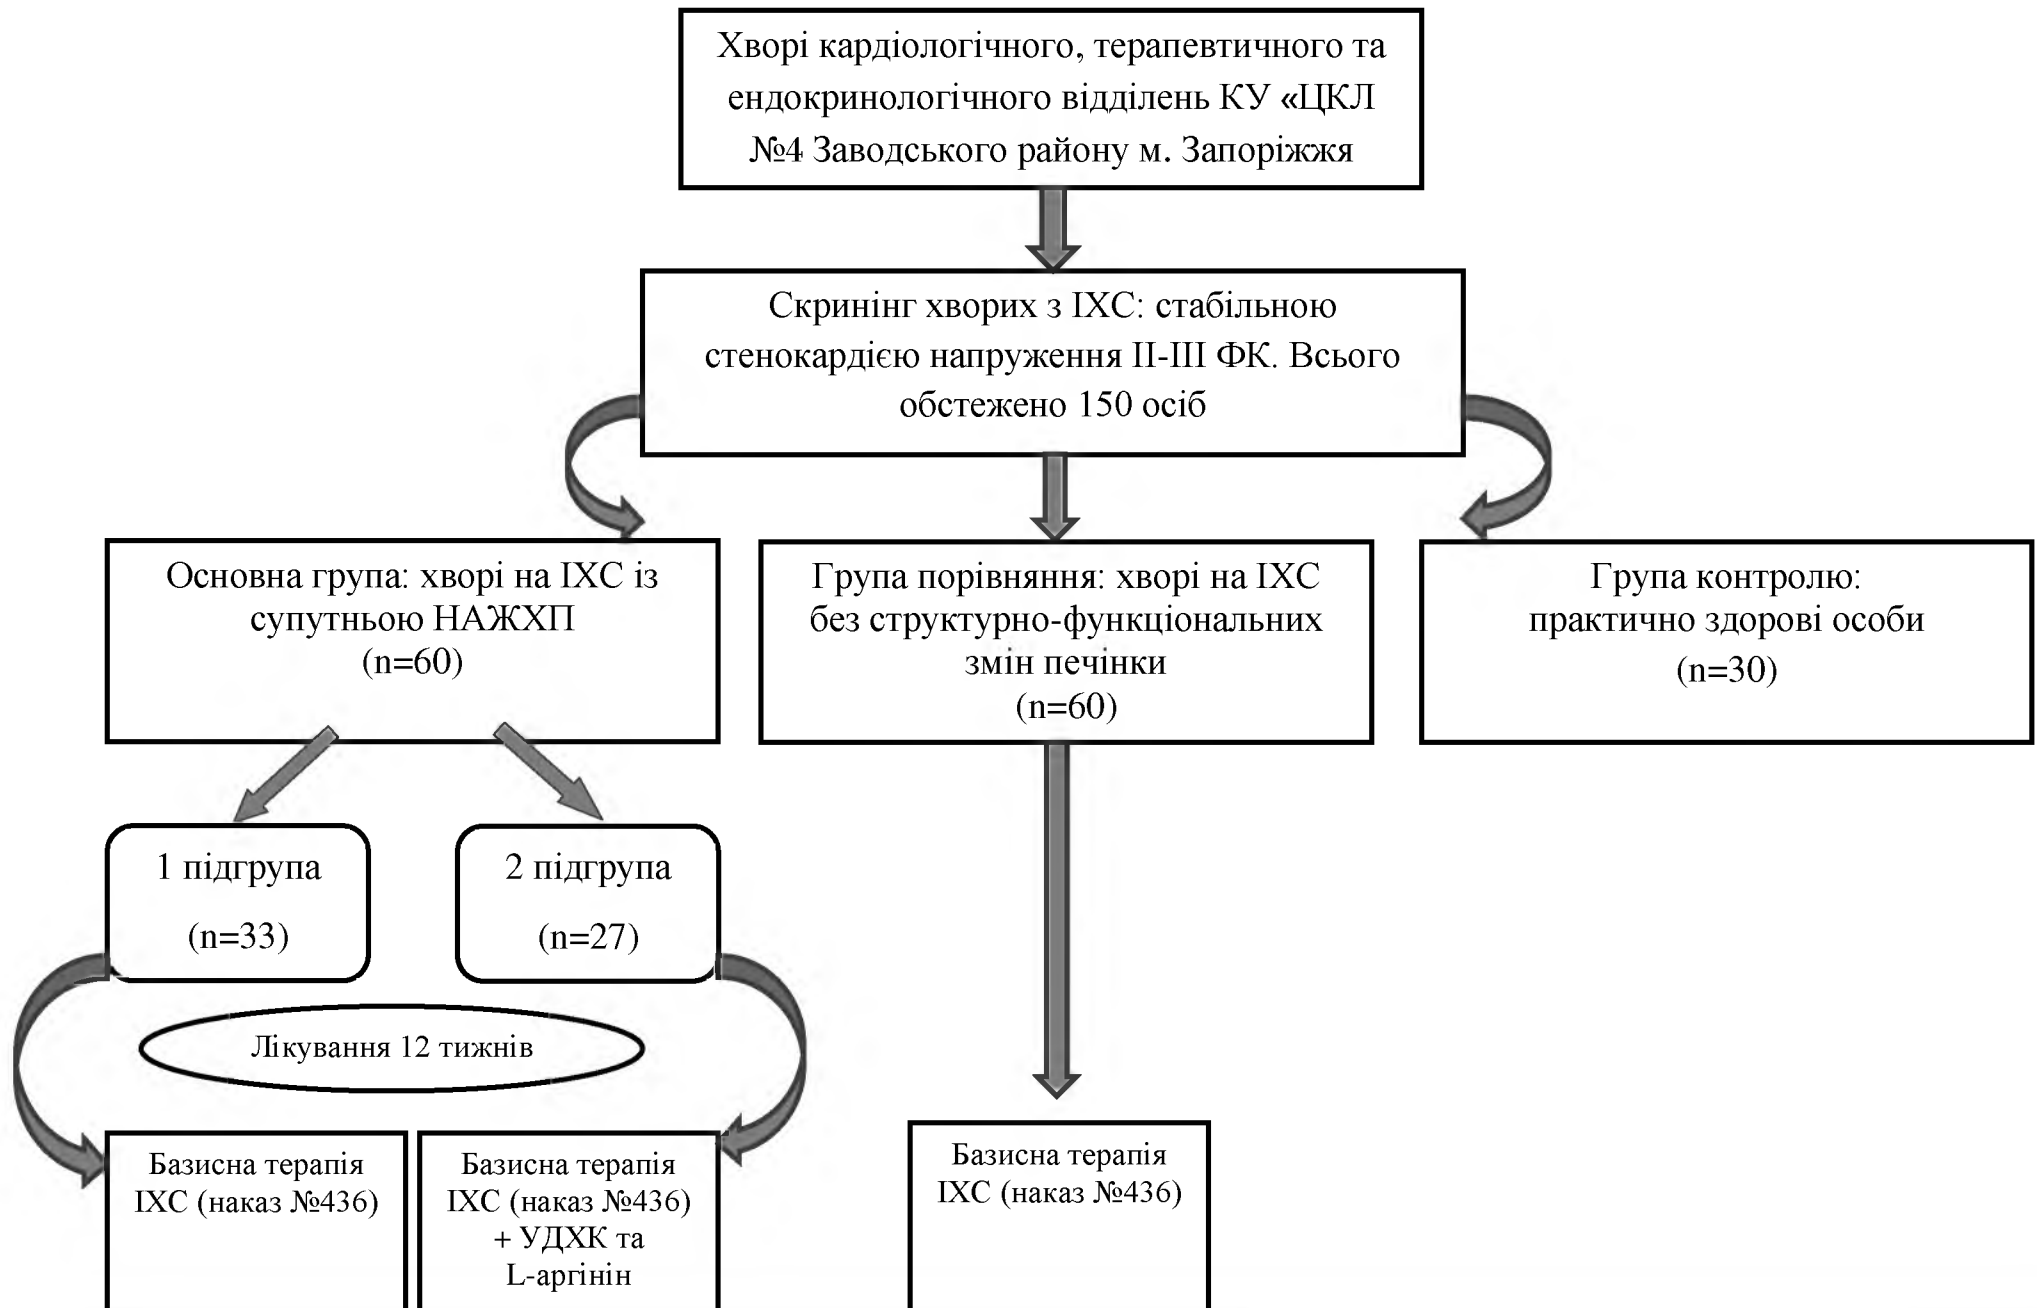 Хворі кардіологічного, терапевтичного та
ендокринологічного відділень КУ «ЦКЛ
№4 Заводського району м. Запоріжжя
Скринінг хворих з ІХС: стабільною
стенокардією напруження ІІ-ІІІ ФК. Всього
обстежено 150 осіб
Основна група: хворі на ІХС із
супутньою НАЖХП
(n=60)
Група порівняння: хворі на ІХС
без структурно-функціональних
змін печінки
(n=60)
Група контролю:
практично здорові особи
(n=30)
1 підгрупа
(n=33)
2 підгрупа
(n=27)
Лікування 12 тижнів
Базисна терапія
ІХС (наказ №436)
Базисна терапія
ІХС (наказ №436)
+ УДХК та
L-аргінін
Базисна терапія
ІХС (наказ №436)